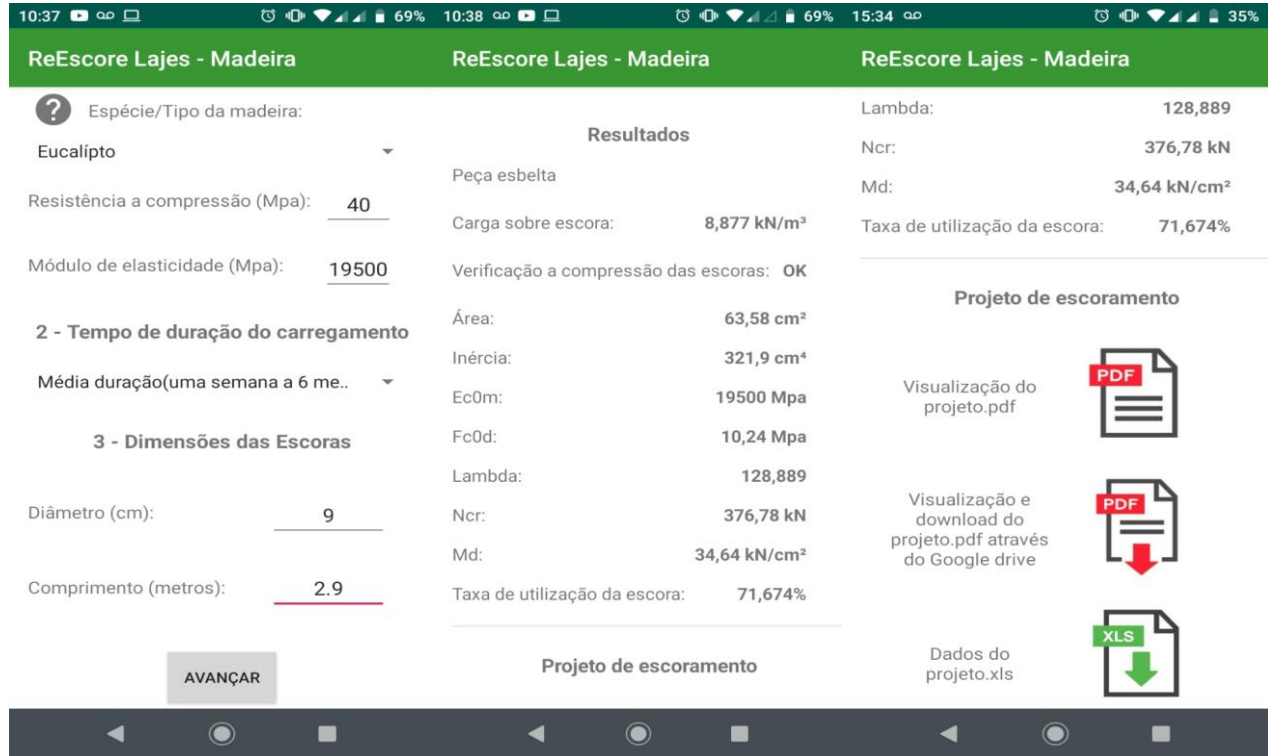 10:37 69%
ReEscore Lajes - Madeira
? Espécie/Tipo da madeira:
Eucalípto
Resistência a compressão (Mpa): 40
Módulo de elasticidade (Mpa): 19500
2 - Tempo de duração do carregamento
Média duração(uma semana a 6 me..
3 - Dimensões das Escoras
Diâmetro (cm): 9
Comprimento (metros): 2.9
AVANÇAR
10:38 69%
ReEscore Lajes - Madeira
Resultados
Peça esbelta
Carga sobre escora: 8,877 kN/m³
Verificação a compressão das escoras: OK
Área: 63,58 cm²
Inércia: 321,9 cm⁴
Ec0m: 19500 Mpa
Fc0d: 10,24 Mpa
Lambda: 128,889
Ncr: 376,78 kN
Md: 34,64 kN/cm²
Taxa de utilização da escora: 71,674%
Projeto de escoramento
15:34 35%
ReEscore Lajes - Madeira
Lambda: 128,889
Ncr: 376,78 kN
Md: 34,64 kN/cm²
Taxa de utilização da escora: 71,674%
Projeto de escoramento
Visualização do
projeto.pdf
PDF
Visualização e
download do
projeto.pdf através
do Google drive
PDF
Dados do
projeto.xls
XLS